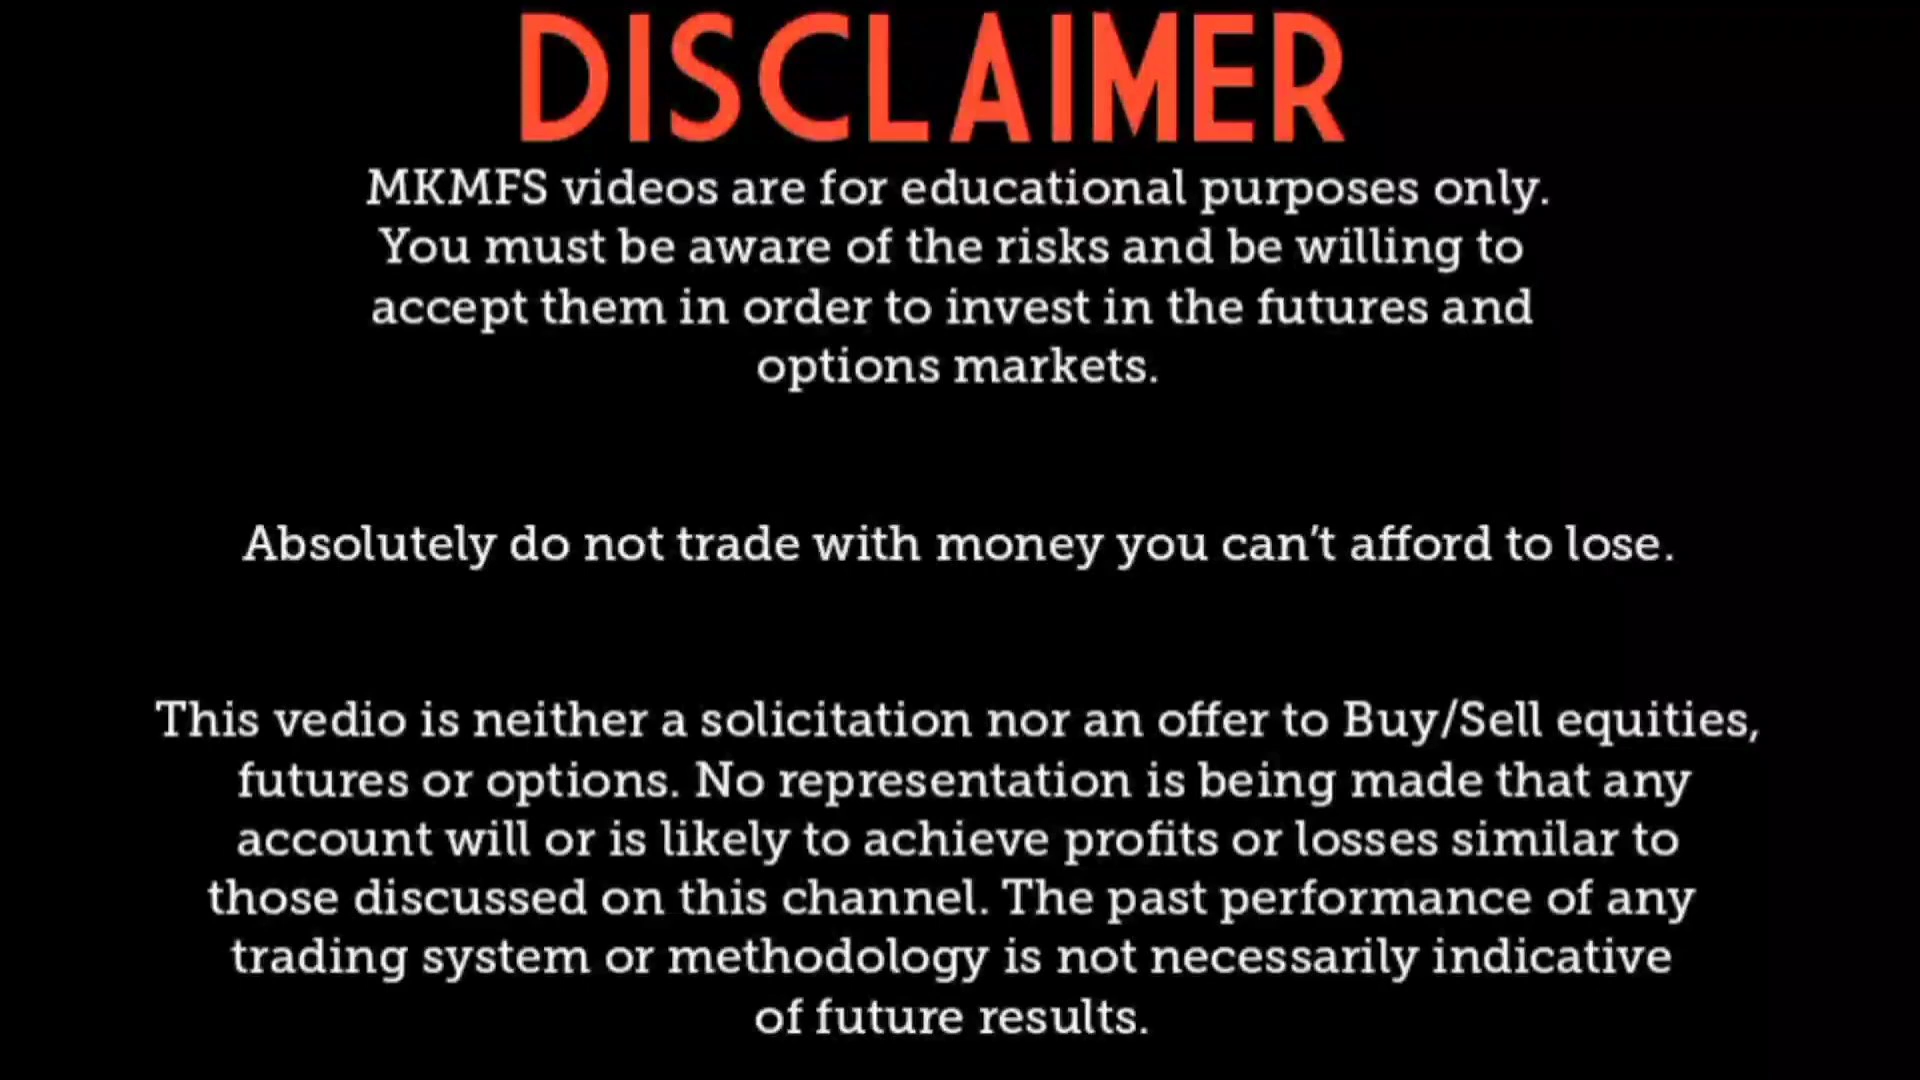 DISCLAIMER
MKMFS videos are for educational purposes only.
You must be aware of the risks and be willing to
accept them in order to invest in the futures and
options markets.
Absolutely do not trade with money you can't afford to lose.
This vedio is neither a solicitation nor an offer to Buy/Sell equities,
futures or options. No representation is being made that any
account will or is likely to achieve profits or losses similar to
those discussed on this channel. The past performance of any
trading system or methodology is not necessarily indicative
of future results.